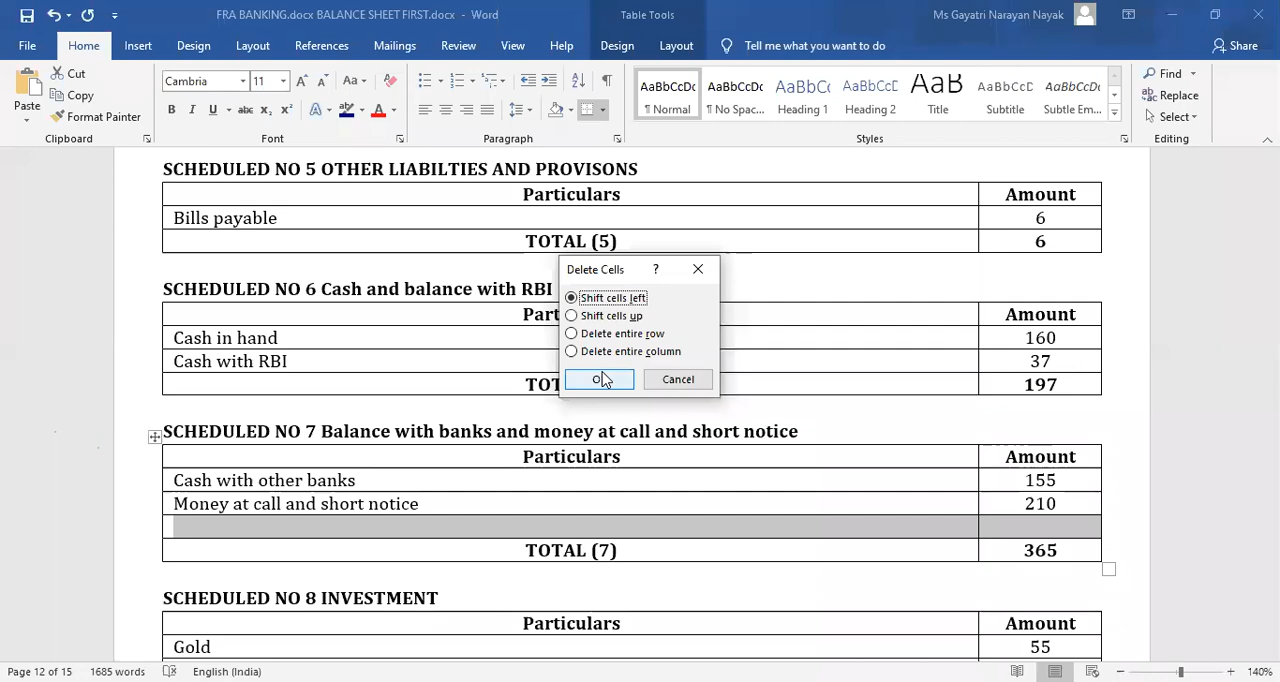 FRA BANKING.docx BALANCE SHEET FIRST.docx - Word
Table Tools
Ms Gayatri Narayan Nayak
File Home Insert Design Layout References Mailings Review View Help Design Layout Tell me what you want to do Share
Paste
Cut
Copy
Format Painter
Clipboard
Cambria 11
Font
Paragraph
AaBbCcDc AaBbCcDc AaBbC AaBbCcD AaB AaBbCcD AaBbCcD
¶ Normal ¶ No Spac... Heading 1 Heading 2 Title Subtitle Subtle Em...
Styles
Find
Replace
Select
Editing
SCHEDULED NO 5 OTHER LIABILTIES AND PROVISONS
Particulars Amount
Bills payable 6
TOTAL (5) 6
SCHEDULED NO 6 Cash and balance with RBI
Amount
Cash in hand 160
Cash with RBI 37
197
Delete Cells ?
Shift cells left
Shift cells up
Delete entire row
Delete entire column
Cancel
SCHEDULED NO 7 Balance with banks and money at call and short notice
Particulars Amount
Cash with other banks 155
Money at call and short notice 210
TOTAL (7) 365
SCHEDULED NO 8 INVESTMENT
Particulars Amount
Gold 55
Page 12 of 15 1685 words English (India) 140%